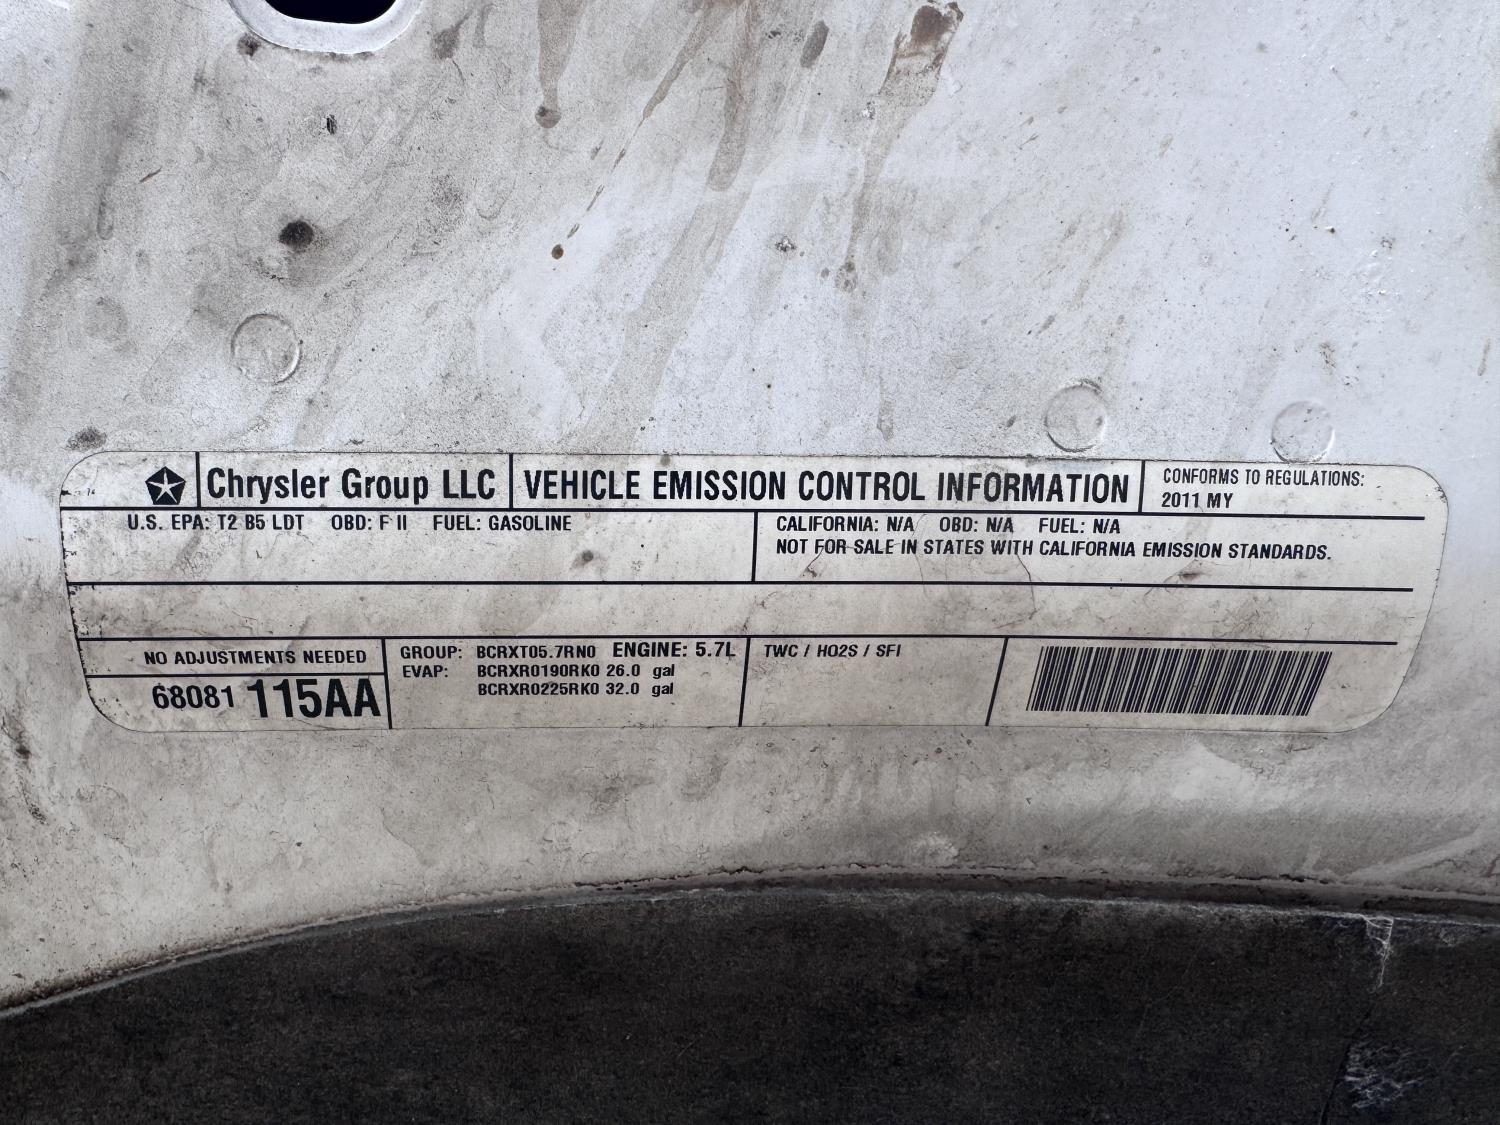 Chrysler Group LLC VEHICLE EMISSION CONTROL INFORMATION CONFORMS TO REGULATIONS:
2011 MY
U.S. EPA: T2 B5 LDT OBD: F II FUEL: GASOLINE
CALIFORNIA: N/A OBD: N/A FUEL: N/A
NOT FOR SALE IN STATES WITH CALIFORNIA EMISSION STANDARDS.
NO ADJUSTMENTS NEEDED
68081 115AA
GROUP: BCRXT05.7RN0 ENGINE: 5.7L
EVAP: BCRXR0190RK0 26.0 gal
BCRXR0225RK0 32.0 gal
TWC / HO2S / SFI